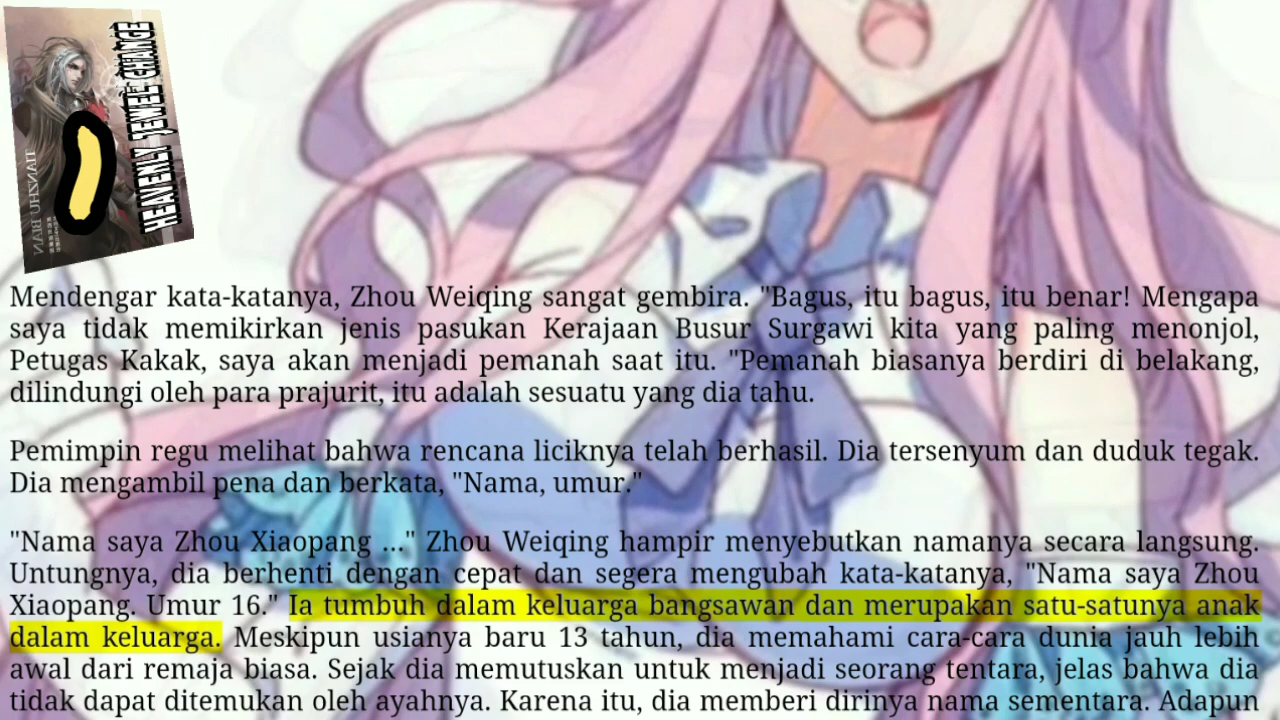 HEAVENLY JEWEL CHANGE
TIANZHU BIAN
Mendengar kata-katanya, Zhou Weiqing sangat gembira. "Bagus, itu bagus, itu benar! Mengapa
saya tidak memikirkan jenis pasukan Kerajaan Busur Surgawi kita yang paling menonjol,
Petugas Kakak, saya akan menjadi pemanah saat itu. "Pemanah biasanya berdiri di belakang,
dilindungi oleh para prajurit, itu adalah sesuatu yang dia tahu.
Pemimpin regu melihat bahwa rencana liciknya telah berhasil. Dia tersenyum dan duduk tegak.
Dia mengambil pena dan berkata, "Nama, umur."
"Nama saya Zhou Xiaopang ..." Zhou Weiqing hampir menyebutkan namanya secara langsung.
Untungnya, dia berhenti dengan cepat dan segera mengubah kata-katanya, "Nama saya Zhou
Xiaopang. Umur 16." Ia tumbuh dalam keluarga bangsawan dan merupakan satu-satunya anak
dalam keluarga. Meskipun usianya baru 13 tahun, dia memahami cara-cara dunia jauh lebih
awal dari remaja biasa. Sejak dia memutuskan untuk menjadi seorang tentara, jelas bahwa dia
tidak dapat ditemukan oleh ayahnya. Karena itu, dia memberi dirinya nama sementara. Adapun